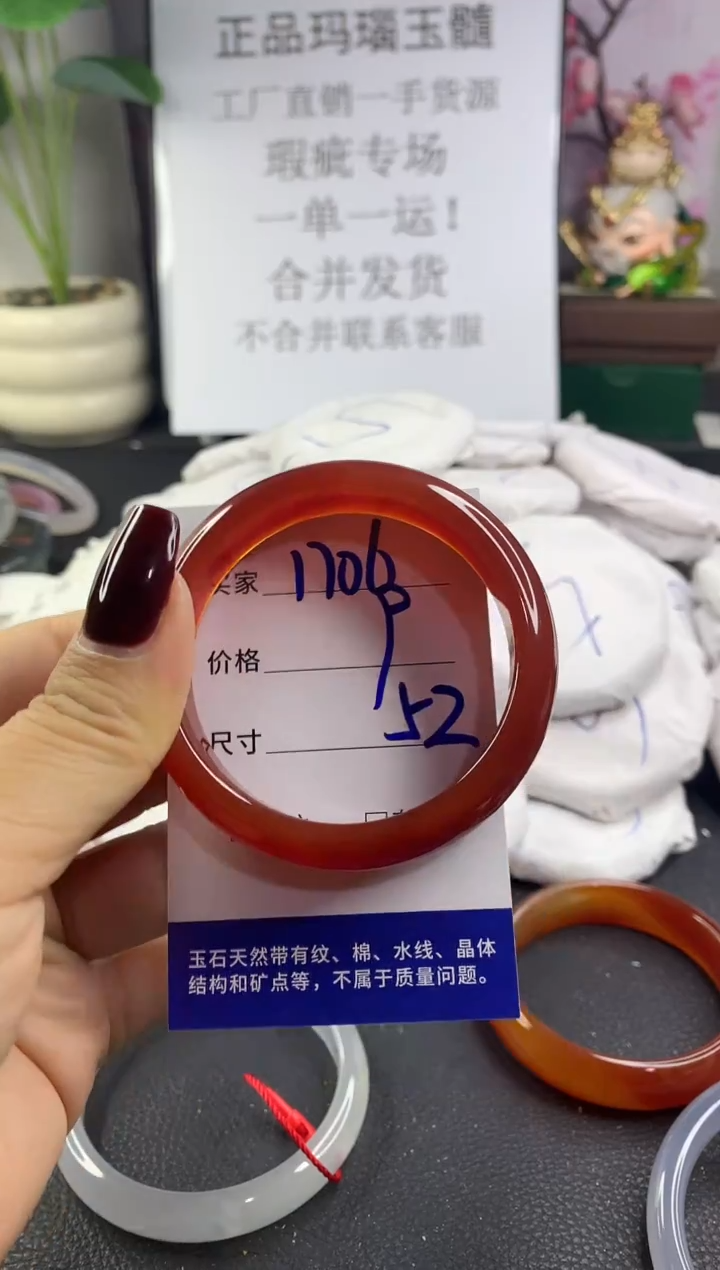 正品玛瑙玉髓
工厂直销一手货源
瑕疵专场
一单一运！
合并发货
不合并联系客服
买家 1706
价格
尺寸 52
玉石天然带有纹、棉、水线、晶体
结构和矿点等，不属于质量问题。